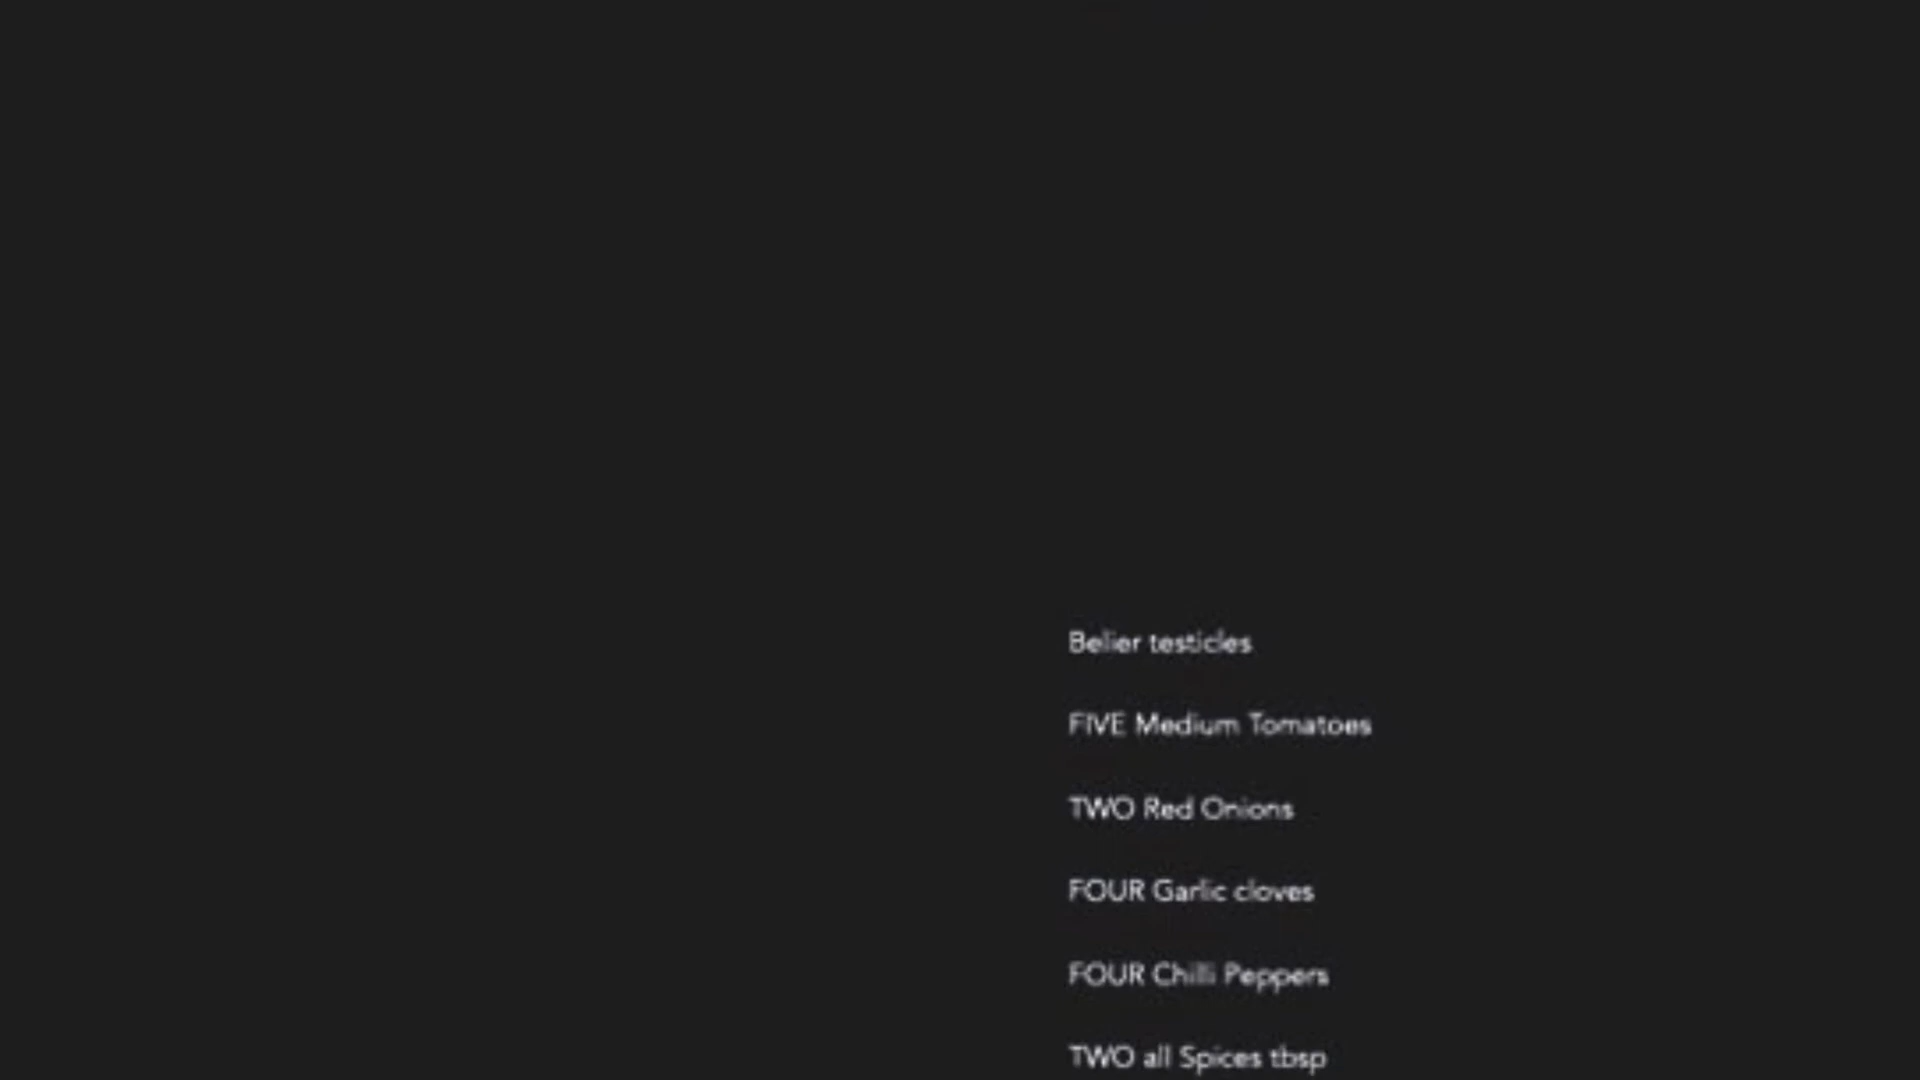 Belier testicles
FIVE Medium Tomatoes
TWO Red Onions
FOUR Garlic cloves
FOUR Chilli Peppers
TWO all Spices tbsp